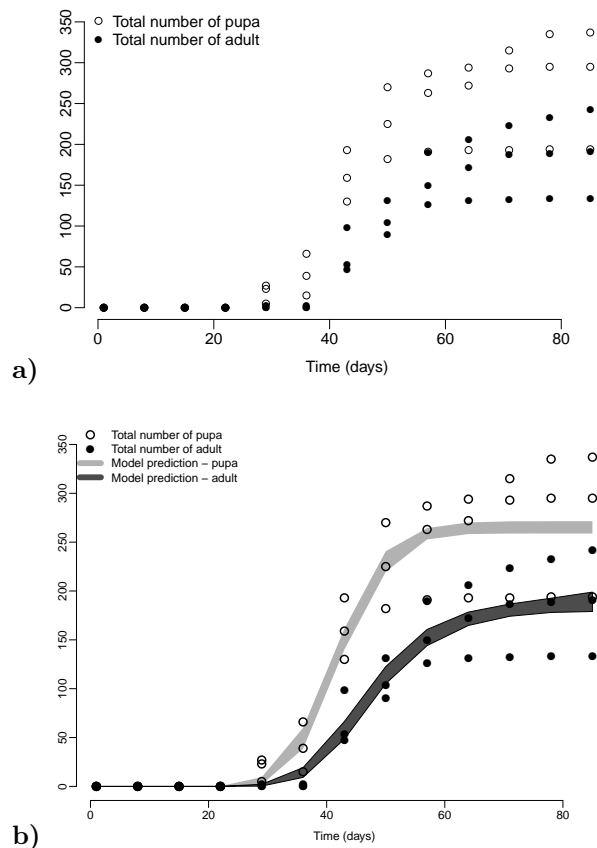 Total number of pupa
Total number of adult
350
300
250
200
150
100
50
0
0 20 40 60 80
Time (days)
a)
Total number of pupa
Total number of adult
Model prediction – pupa
Model prediction – adult
350
300
250
200
150
100
50
0
0 20 40 60 80
Time (days)
b)